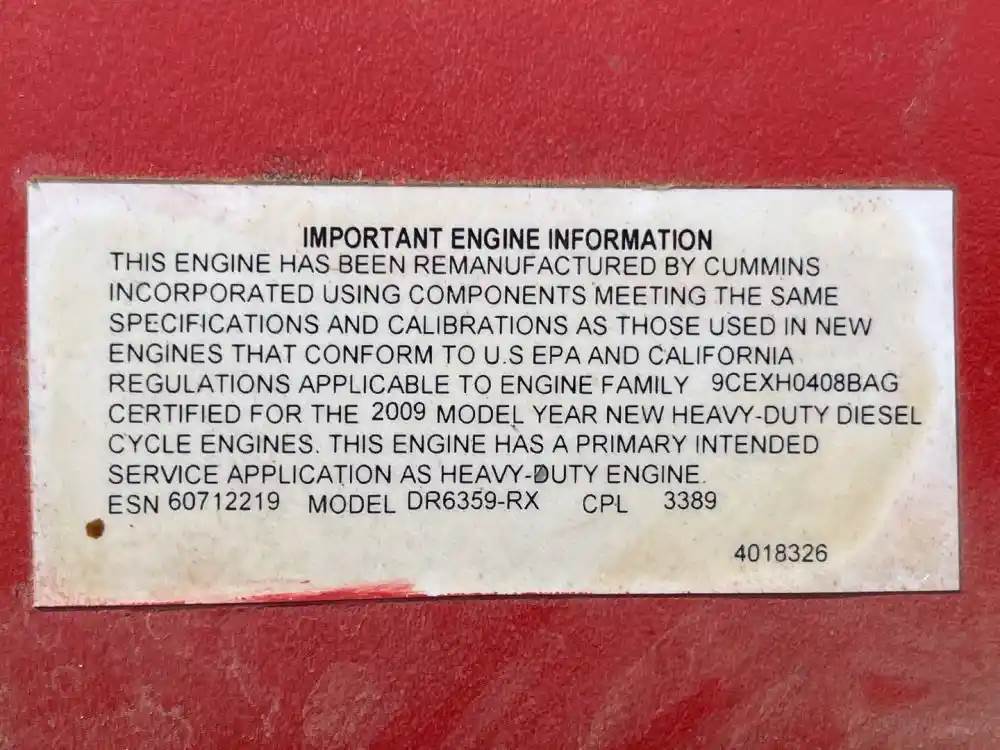 IMPORTANT ENGINE INFORMATION
THIS ENGINE HAS BEEN REMANUFACTURED BY CUMMINS
INCORPORATED USING COMPONENTS MEETING THE SAME
SPECIFICATIONS AND CALIBRATIONS AS THOSE USED IN NEW
ENGINES THAT CONFORM TO U.S EPA AND CALIFORNIA
REGULATIONS APPLICABLE TO ENGINE FAMILY 9CEXH0408BAG
CERTIFIED FOR THE 2009 MODEL YEAR NEW HEAVY-DUTY DIESEL
CYCLE ENGINES. THIS ENGINE HAS A PRIMARY INTENDED
SERVICE APPLICATION AS HEAVY-DUTY ENGINE.
ESN 60712219 MODEL DR6359-RX CPL 3389
4018326